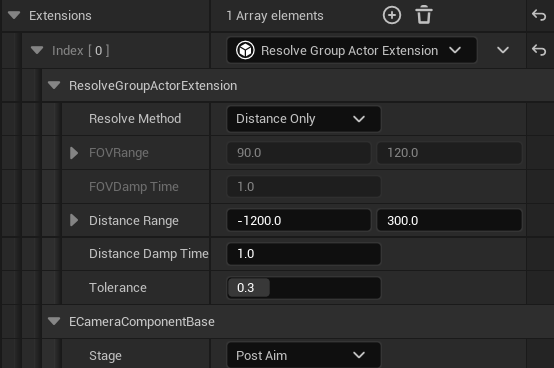 Extensions 1 Array elements
Index [ 0 ] Resolve Group Actor Extension
ResolveGroupActorExtension
Resolve Method Distance Only
FOVRange 90.0 120.0
FOVDamp Time 1.0
Distance Range -1200.0 300.0
Distance Damp Time 1.0
Tolerance 0.3
ECameraComponentBase
Stage Post Aim